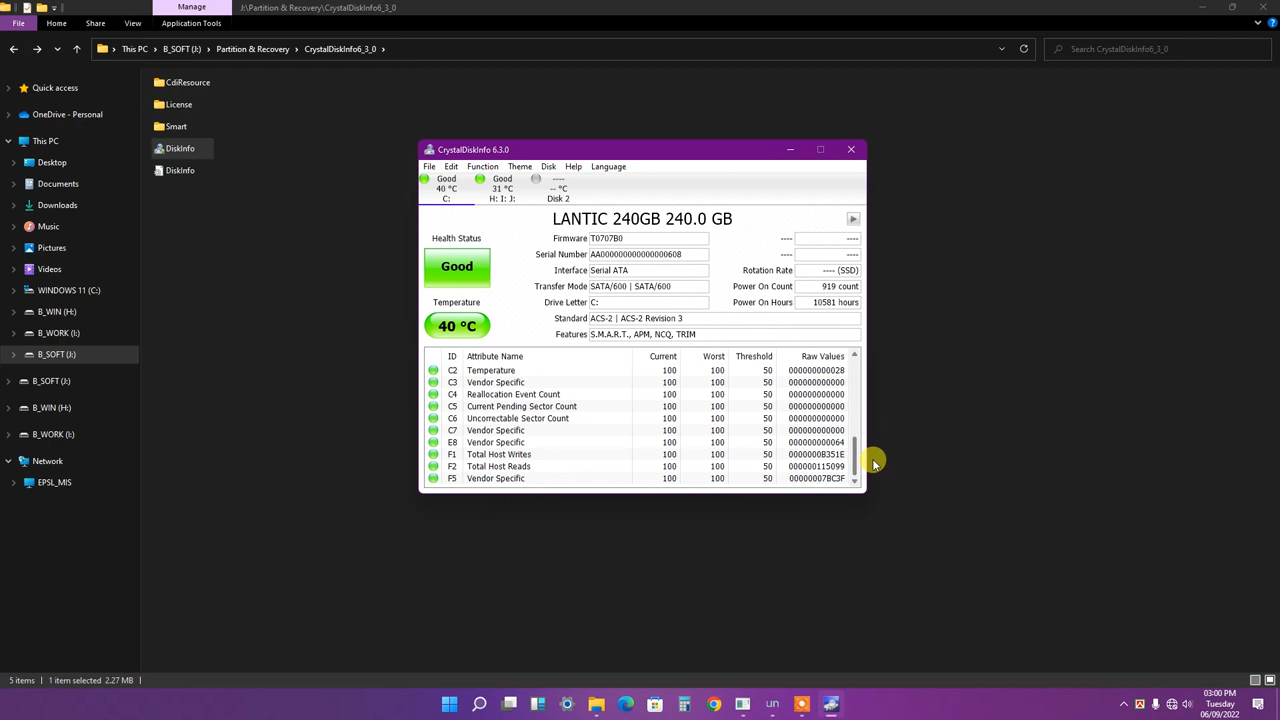 Manage
J:\Partition & Recovery\CrystalDiskInfo6_3_0
File Home Share View Application Tools
This PC B_SOFT (J:) Partition & Recovery CrystalDiskInfo6_3_0
Search CrystalDiskInfo6_3_0
Quick access
OneDrive - Personal
This PC
Desktop
Documents
Downloads
Music
Pictures
Videos
WINDOWS 11 (C:)
B_WIN (H:)
B_WORK (I:)
B_SOFT (J:)
B_SOFT (J:)
B_WIN (H:)
B_WORK (I:)
Network
EPSL_MIS
CdiResource
License
Smart
DiskInfo
DiskInfo
CrystalDiskInfo 6.3.0
File Edit Function Theme Disk Help Language
Good Good ----
40 °C 31 °C -- °C
C: H: I: J: Disk 2
LANTIC 240GB 240.0 GB
Health Status
Good
Temperature
40 °C
Firmware T0707B0 ---- ----
Serial Number AA000000000000000608 ---- ----
Interface Serial ATA Rotation Rate ---- (SSD)
Transfer Mode SATA/600 | SATA/600 Power On Count 919 count
Drive Letter C: Power On Hours 10581 hours
Standard ACS-2 | ACS-2 Revision 3
Features S.M.A.R.T., APM, NCQ, TRIM
ID Attribute Name Current Worst Threshold Raw Values
C2 Temperature 100 100 50 000000000028
C3 Vendor Specific 100 100 50 000000000000
C4 Reallocation Event Count 100 100 50 000000000000
C5 Current Pending Sector Count 100 100 50 000000000000
C6 Uncorrectable Sector Count 100 100 50 000000000000
C7 Vendor Specific 100 100 50 000000000000
E8 Vendor Specific 100 100 50 000000000064
F1 Total Host Writes 100 100 50 0000000B351E
F2 Total Host Reads 100 100 50 000000115099
F5 Vendor Specific 100 100 50 00000007BC3F
5 items 1 item selected 2.27 MB
un
03:00 PM
Tuesday
06/09/2022